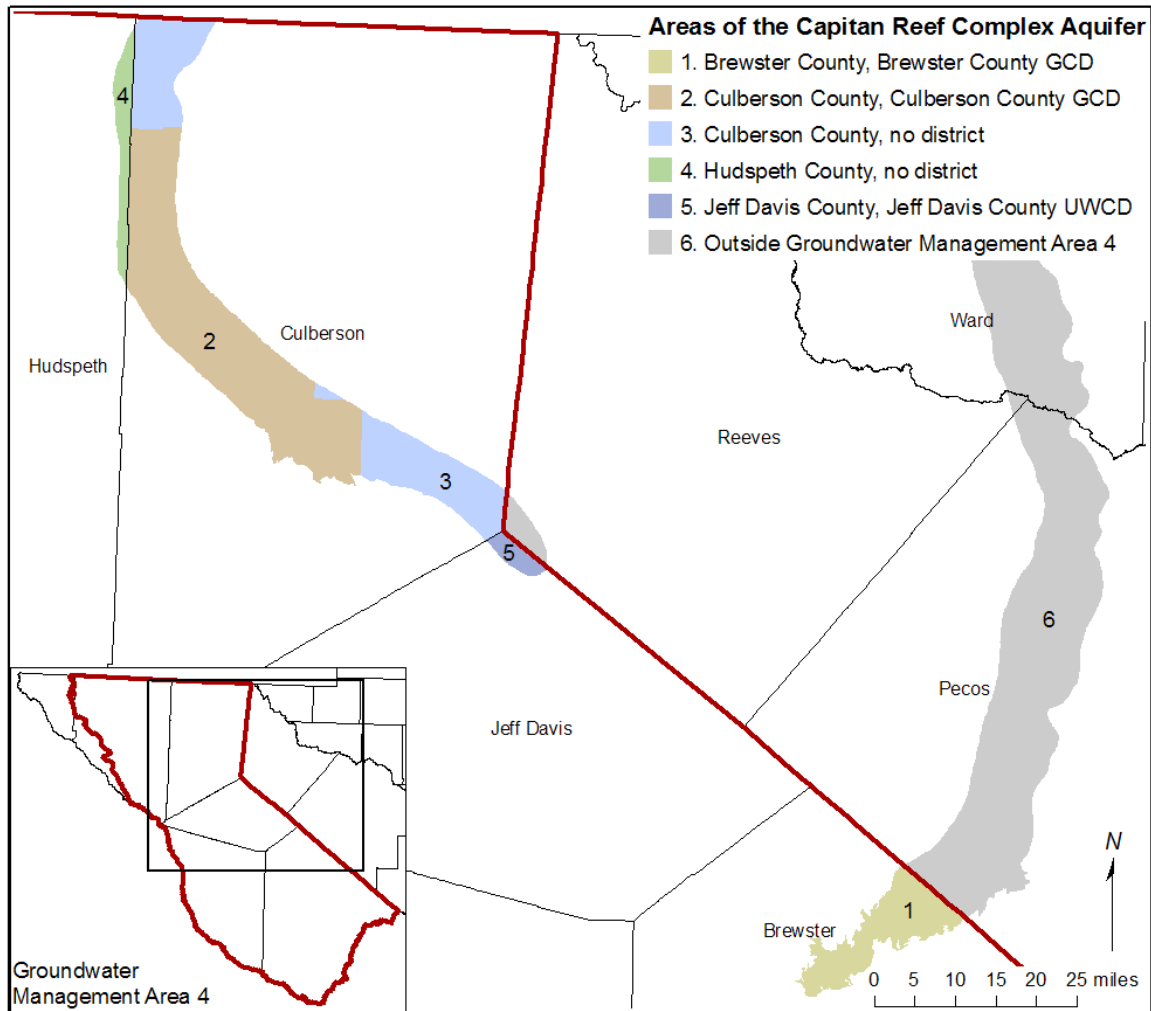 Areas of the Capitan Reef Complex Aquifer
1. Brewster County, Brewster County GCD
2. Culberson County, Culberson County GCD
3. Culberson County, no district
4. Hudspeth County, no district
5. Jeff Davis County, Jeff Davis County UWCD
6. Outside Groundwater Management Area 4
4
Ward
2
Culberson
Hudspeth
Reeves
3
5
6
Pecos
Jeff Davis
N
1
Brewster
0 5 10 15 20 25 miles
Groundwater
Management Area 4